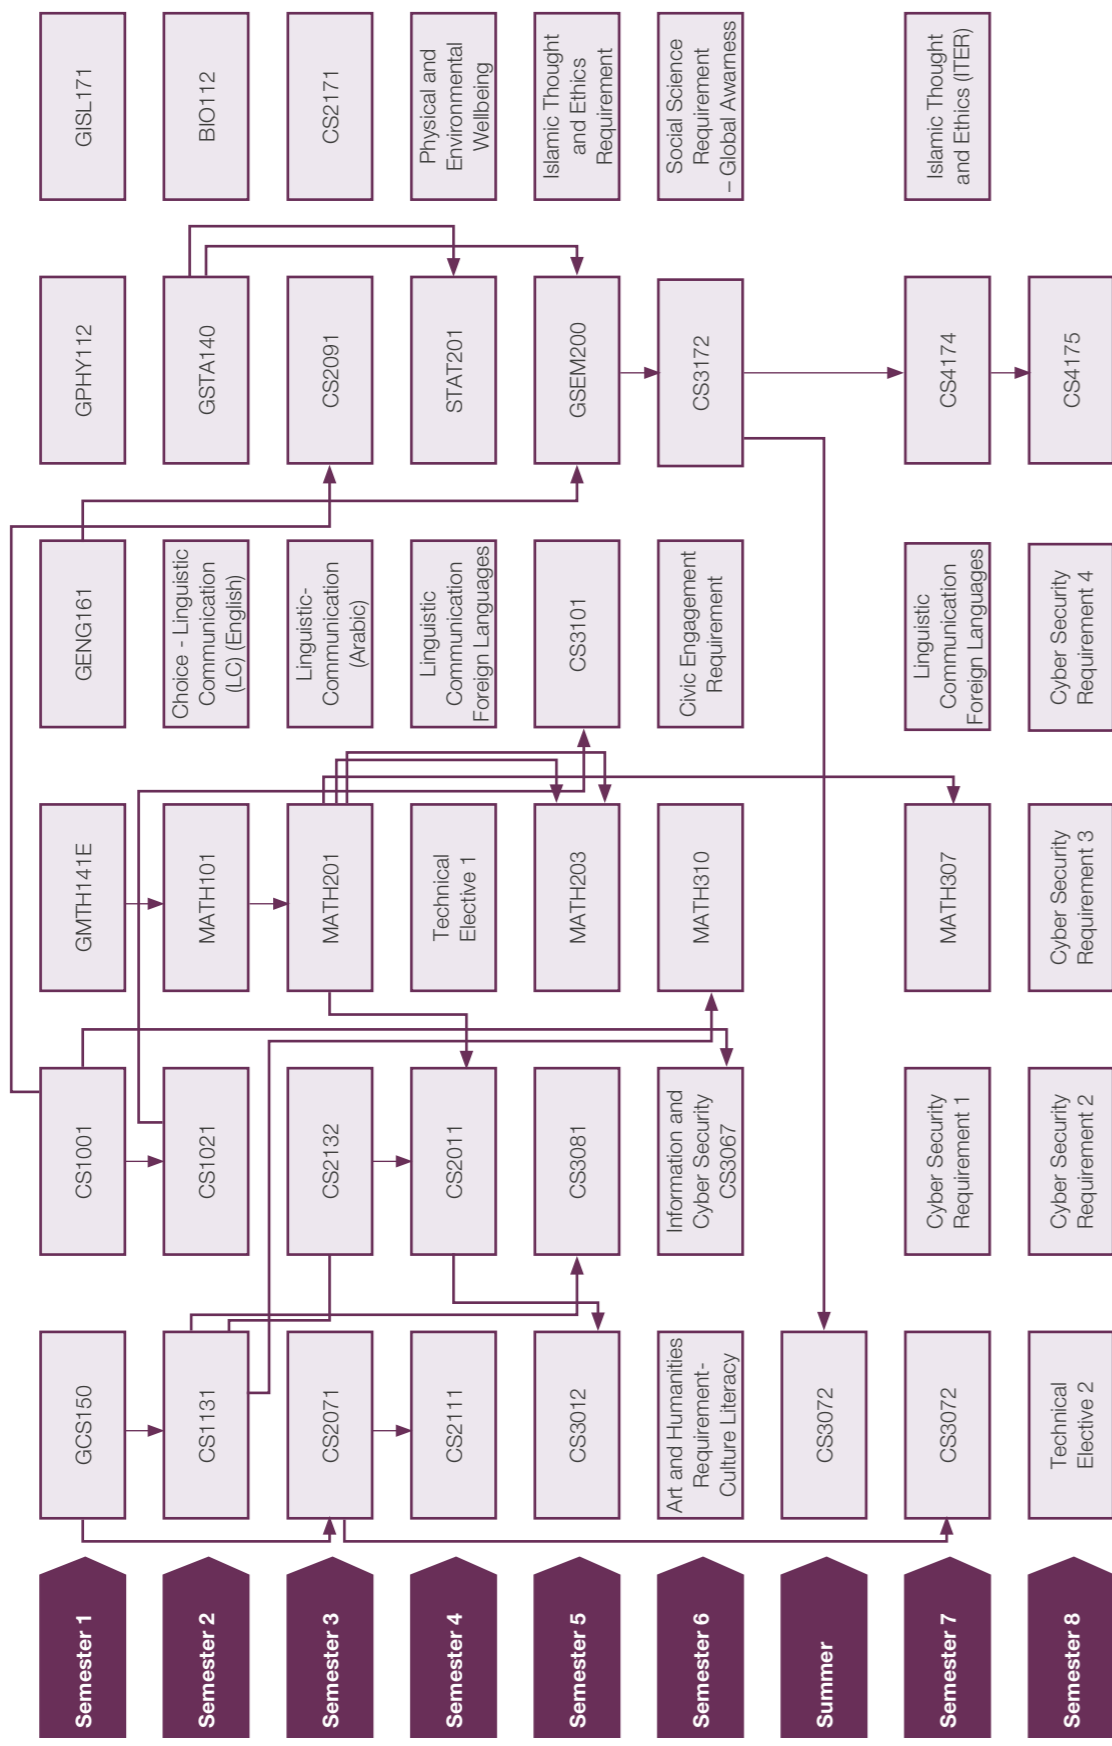 Semester 1
GCS150
CS1001
GMTH141E
GENG161
GPHY112
GISL171
Semester 2
CS1131
CS1021
MATH101
Choice - Linguistic
Communication
(LC) (English)
GSTA140
BIO112
Semester 3
CS2071
CS2132
MATH201
Linguistic-
Communication
(Arabic)
CS2091
CS2171
Semester 4
CS2111
CS2011
Technical
Elective 1
Linguistic
Communication
Foreign Languages
STAT201
Physical and
Environmental
Wellbeing
Semester 5
CS3012
CS3081
MATH203
CS3101
GSEM200
Islamic Thought
and Ethics
Requirement
Semester 6
Art and Humanities
Requirement-
Culture Literacy
Information and
Cyber Security
CS3067
MATH310
Civic Engagement
Requirement
CS3172
Social Science
Requirement
– Global Awarness
Summer
CS3072
Semester 7
CS3072
Cyber Security
Requirement 1
MATH307
Linguistic
Communication
Foreign Languages
CS4174
Islamic Thought
and Ethics (ITER)
Semester 8
Technical
Elective 2
Cyber Security
Requirement 2
Cyber Security
Requirement 3
Cyber Security
Requirement 4
CS4175